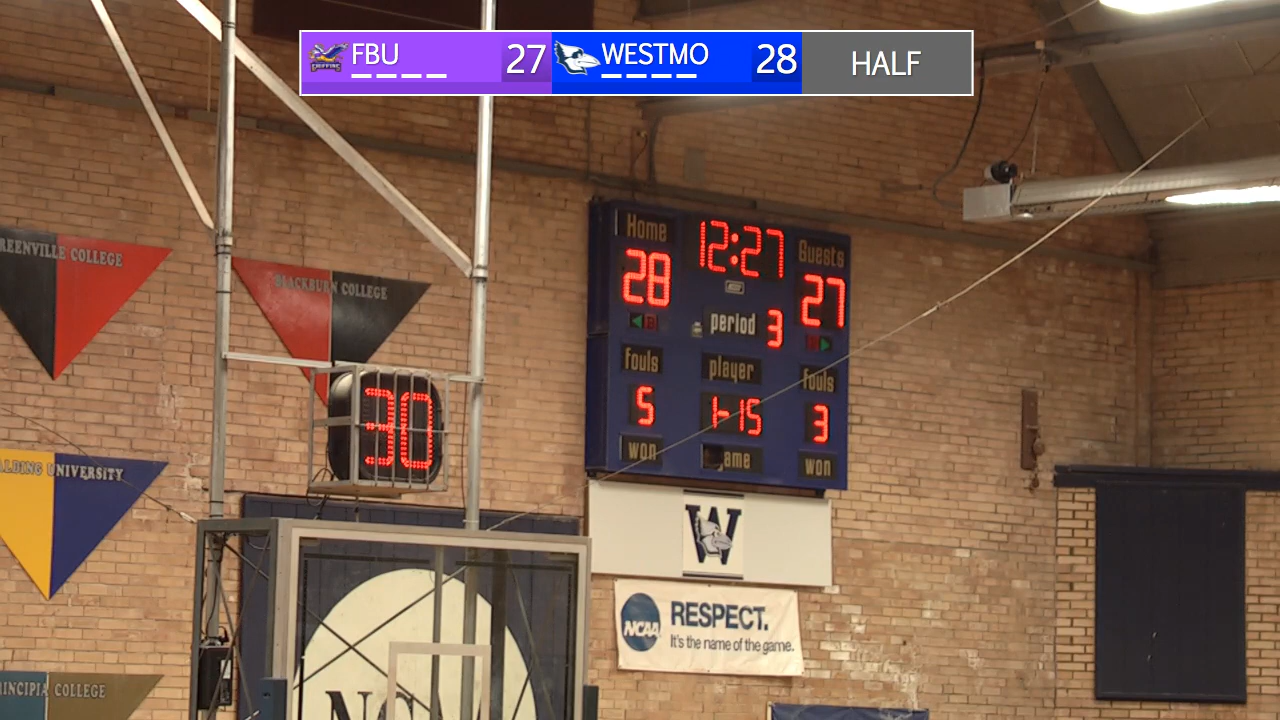 FBU 27 WESTMO 28 HALF
GRIFFINS
Home 12:27 Guests
28 27
period 3
fouls player fouls
5 1-15 3
won game won
30
GREENVILLE COLLEGE
BLACKBURN COLLEGE
ALDING UNIVERSITY
INCIPIA COLLEGE
W
NCAA RESPECT.
It's the name of the game.